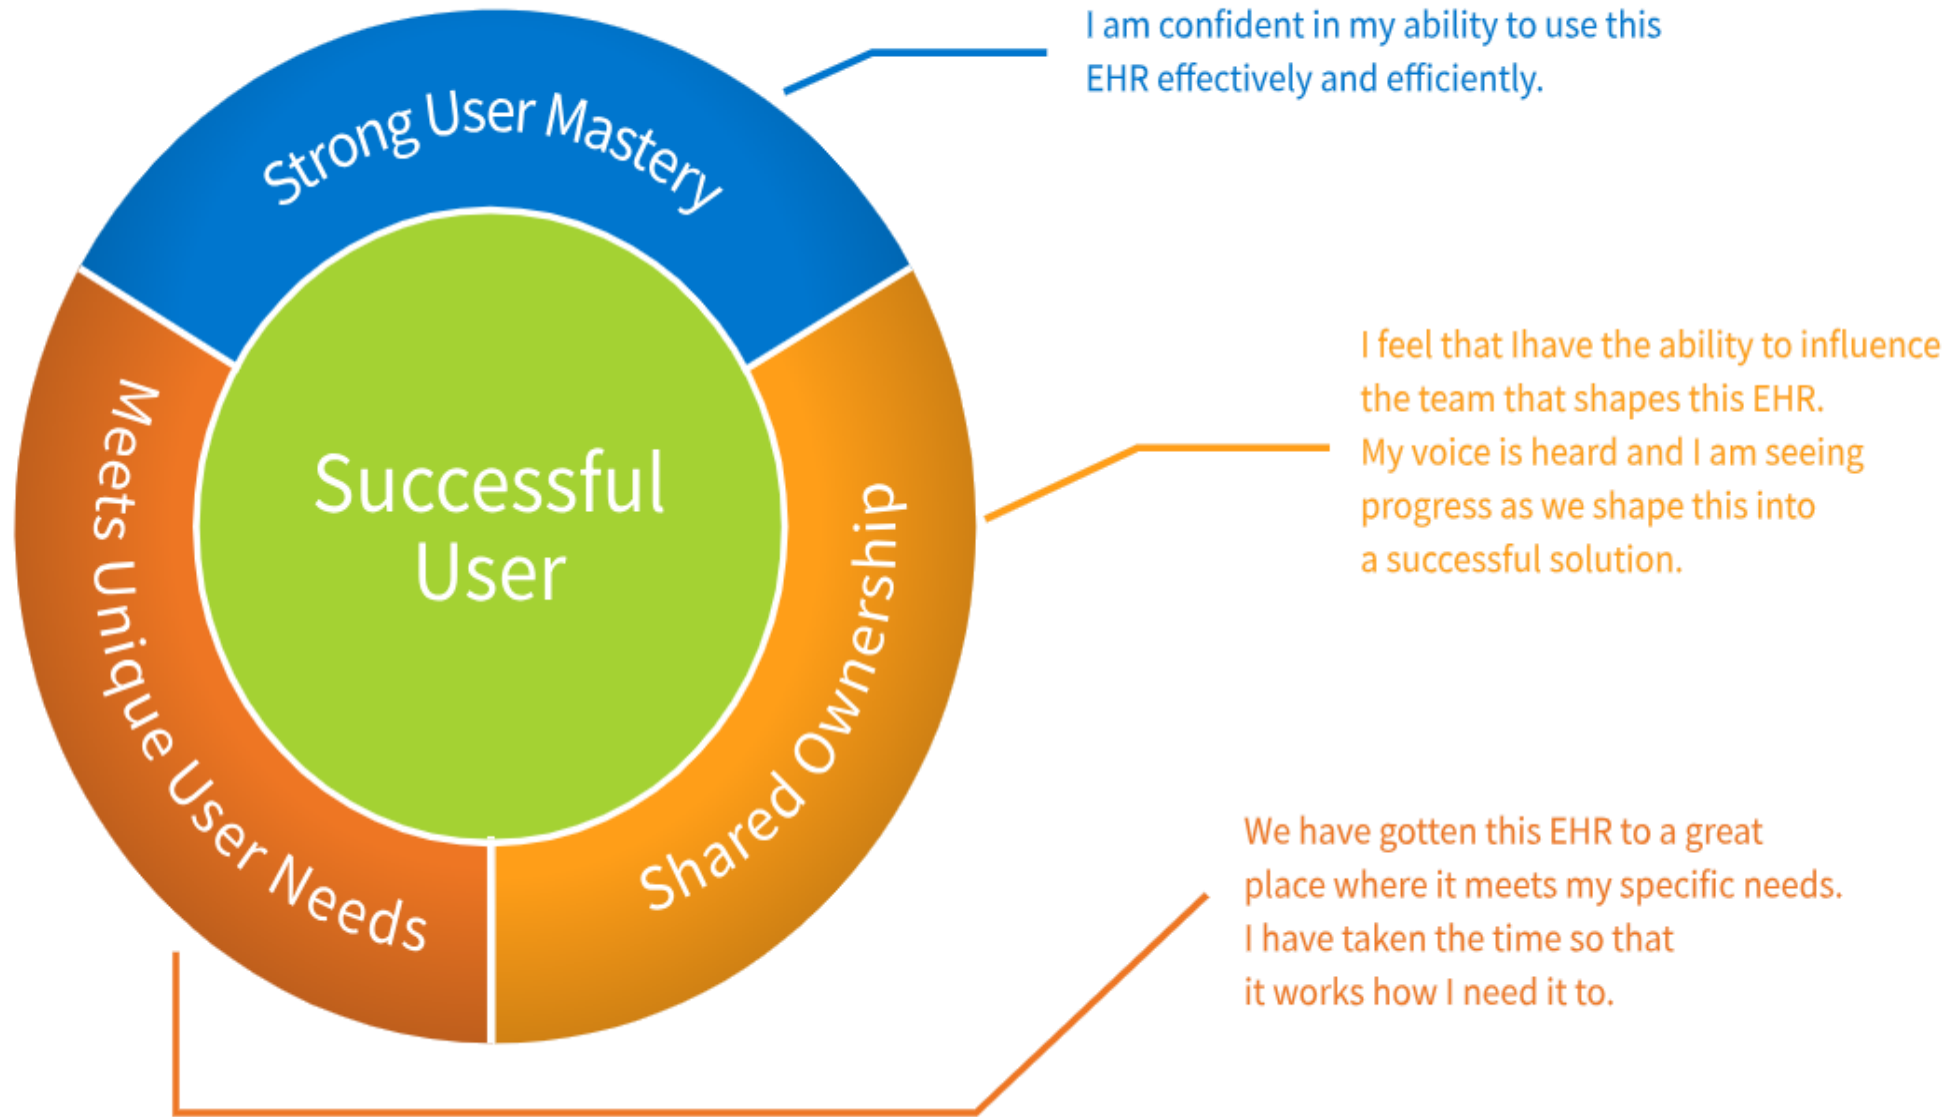 Strong User Mastery
Meets Unique User Needs
Shared Ownership
Successful
User
I am confident in my ability to use this
EHR effectively and efficiently.
I feel that Ihave the ability to influence
the team that shapes this EHR.
My voice is heard and I am seeing
progress as we shape this into
a successful solution.
We have gotten this EHR to a great
place where it meets my specific needs.
I have taken the time so that
it works how I need it to.